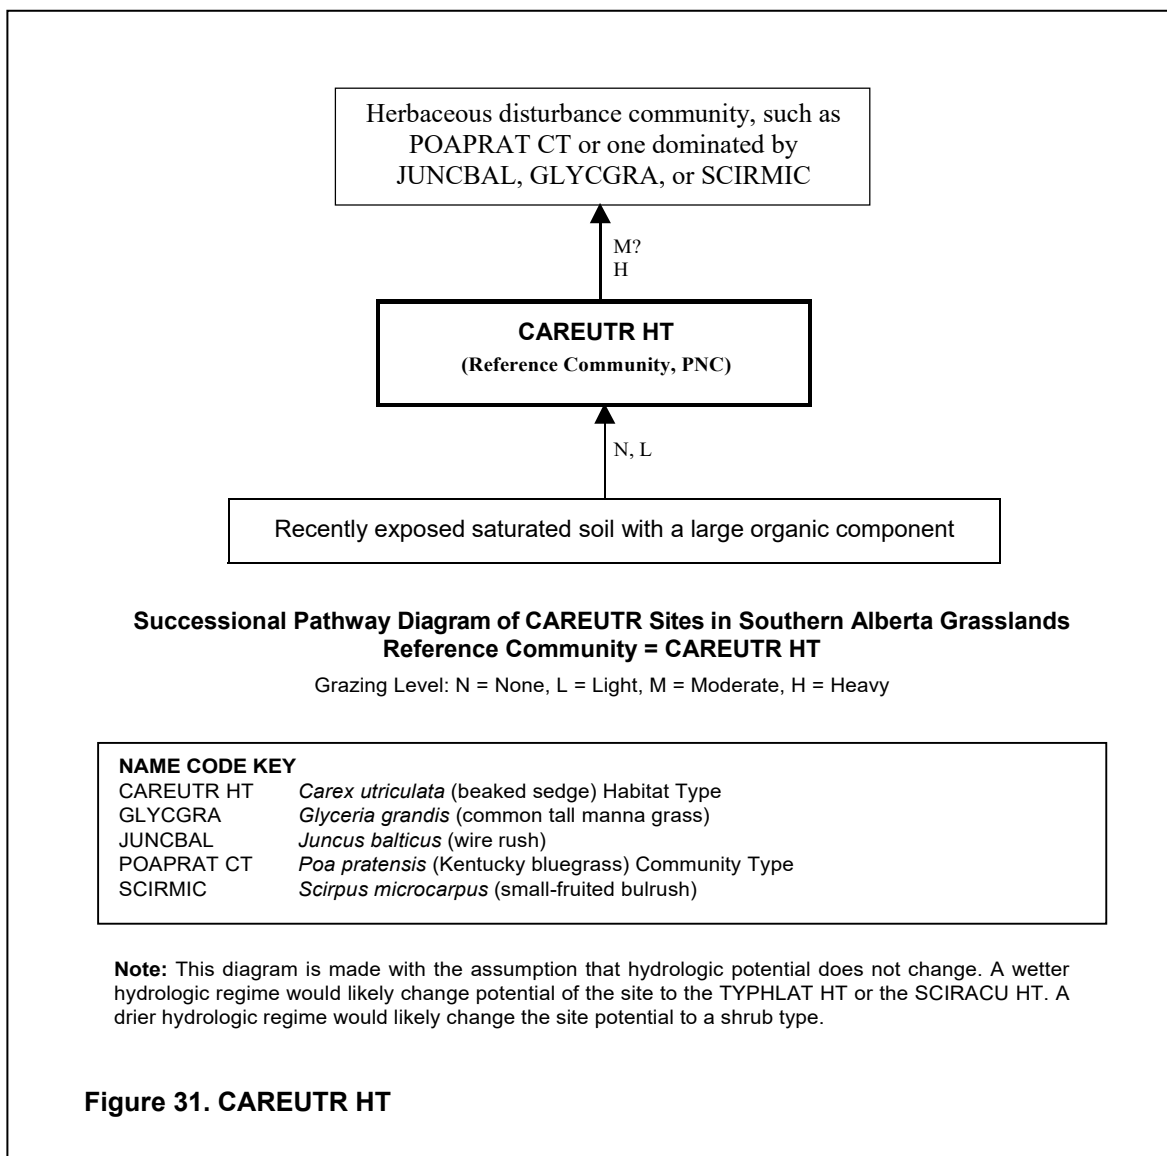 Herbaceous disturbance community, such as
POAPRAT CT or one dominated by
JUNCBAL, GLYCGRA, or SCIRMIC
M?
H
CAREUTR HT
(Reference Community, PNC)
N, L
Recently exposed saturated soil with a large organic component
Successional Pathway Diagram of CAREUTR Sites in Southern Alberta Grasslands
Reference Community = CAREUTR HT
Grazing Level: N = None, L = Light, M = Moderate, H = Heavy
NAME CODE KEY
CAREUTR HT Carex utriculata (beaked sedge) Habitat Type
GLYCGRA Glyceria grandis (common tall manna grass)
JUNCBAL Juncus balticus (wire rush)
POAPRAT CT Poa pratensis (Kentucky bluegrass) Community Type
SCIRMIC Scirpus microcarpus (small-fruited bulrush)
Note: This diagram is made with the assumption that hydrologic potential does not change. A wetter
hydrologic regime would likely change potential of the site to the TYPHLAT HT or the SCIRACU HT. A
drier hydrologic regime would likely change the site potential to a shrub type.
Figure 31. CAREUTR HT